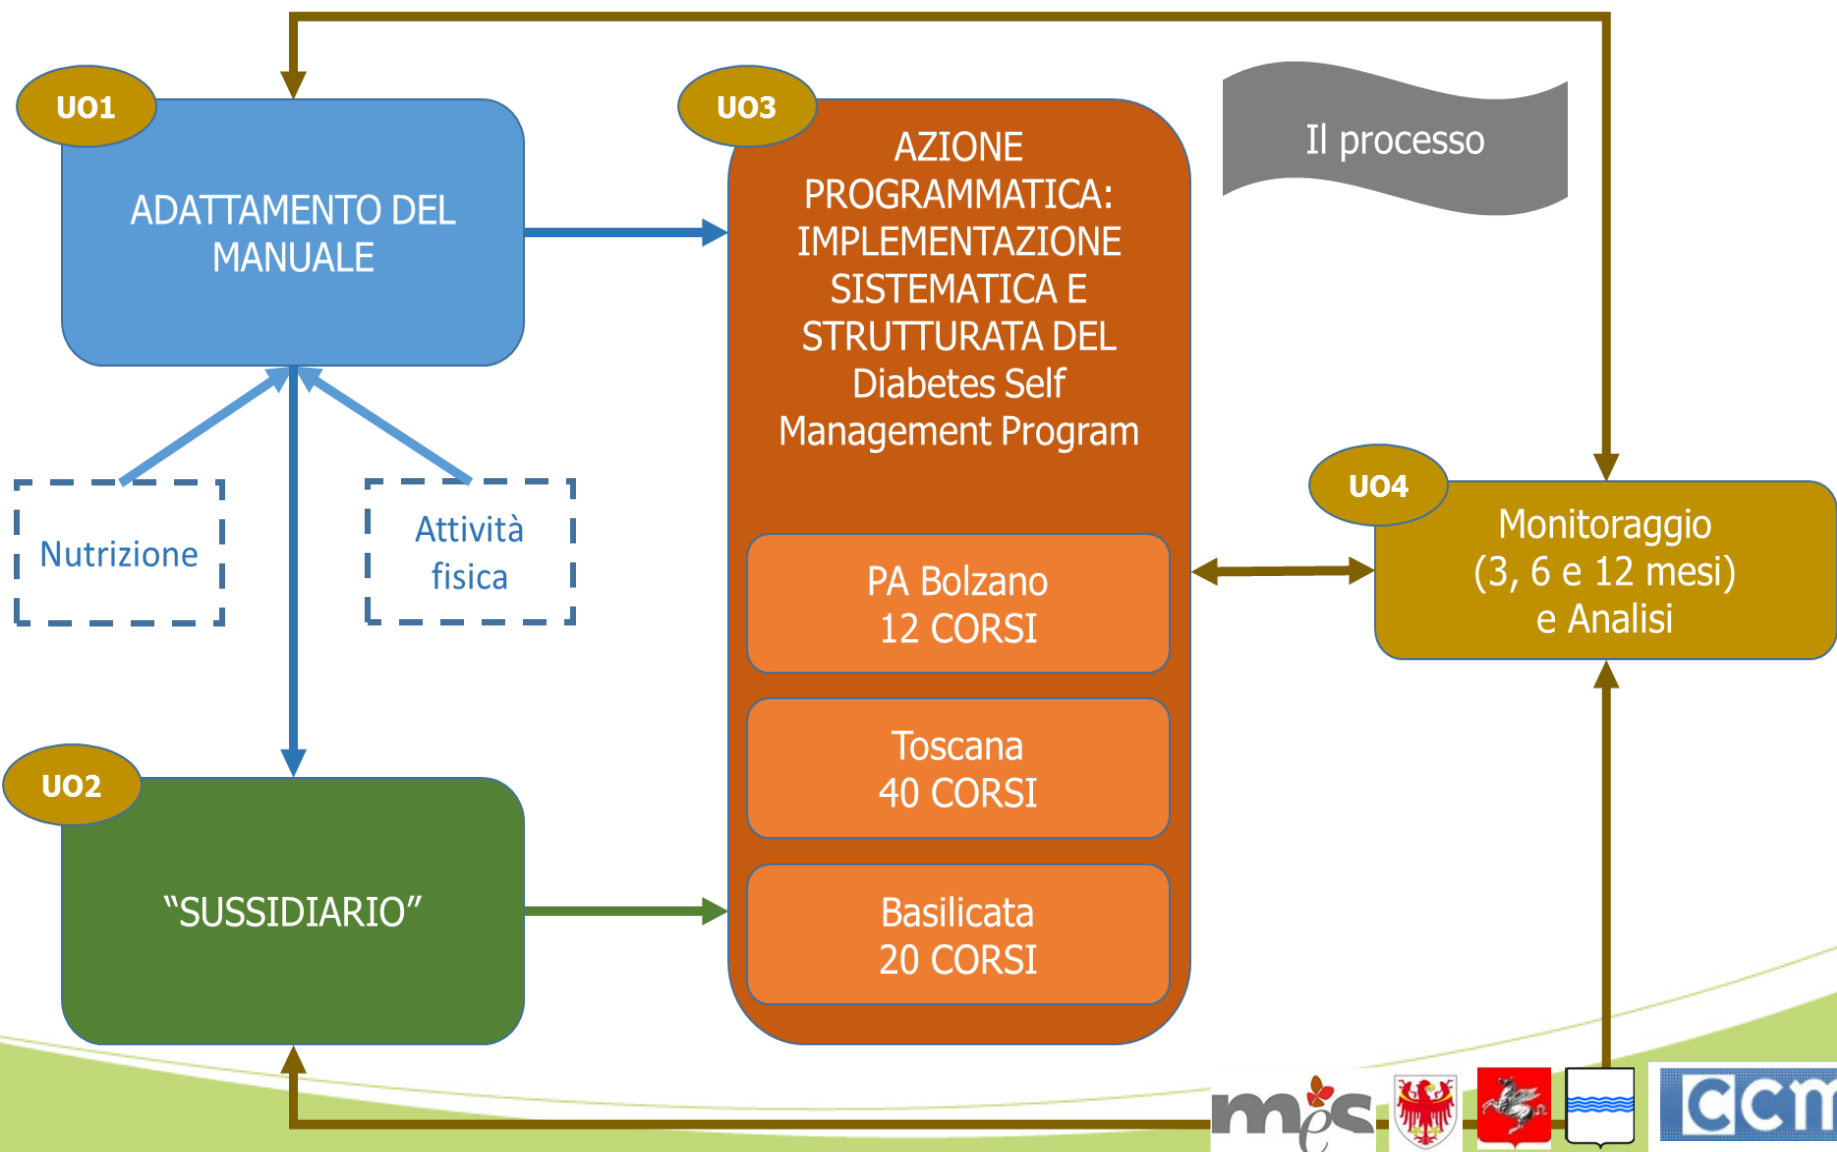 UO1
ADATTAMENTO DEL
MANUALE
Nutrizione
Attività
fisica
UO2
“SUSSIDIARIO”
UO3
AZIONE
PROGRAMMATICA:
IMPLEMENTAZIONE
SISTEMATICA E
STRUTTURATA DEL
Diabetes Self
Management Program
PA Bolzano
12 CORSI
Toscana
40 CORSI
Basilicata
20 CORSI
Il processo
UO4
Monitoraggio
(3, 6 e 12 mesi)
e Analisi
mes
ccm